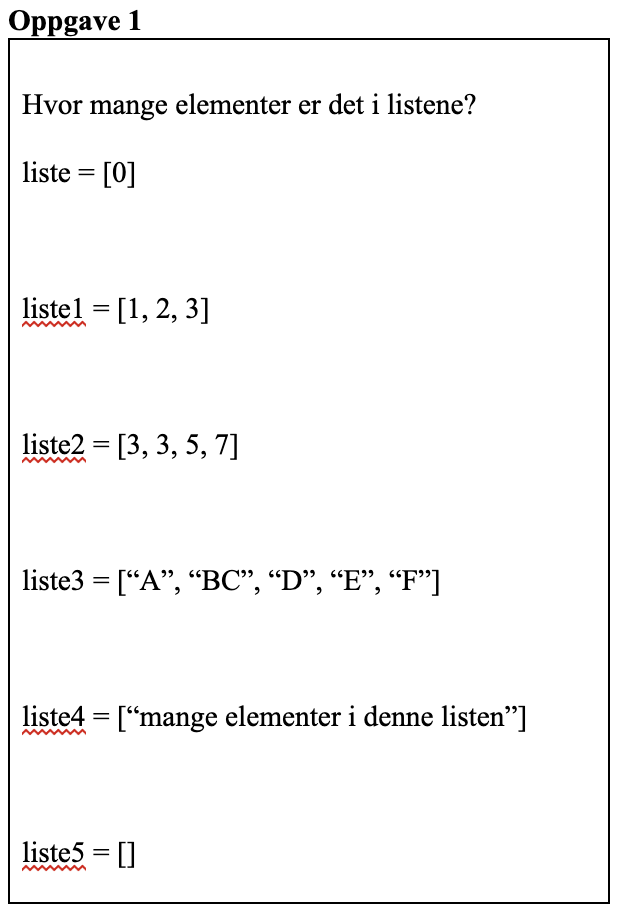 Oppgave 1
Hvor mange elementer er det i listene?
liste = [0]
liste1 = [1, 2, 3]
liste2 = [3, 3, 5, 7]
liste3 = [“A”, “BC”, “D”, “E”, “F”]
liste4 = [“mange elementer i denne listen”]
liste5 = []